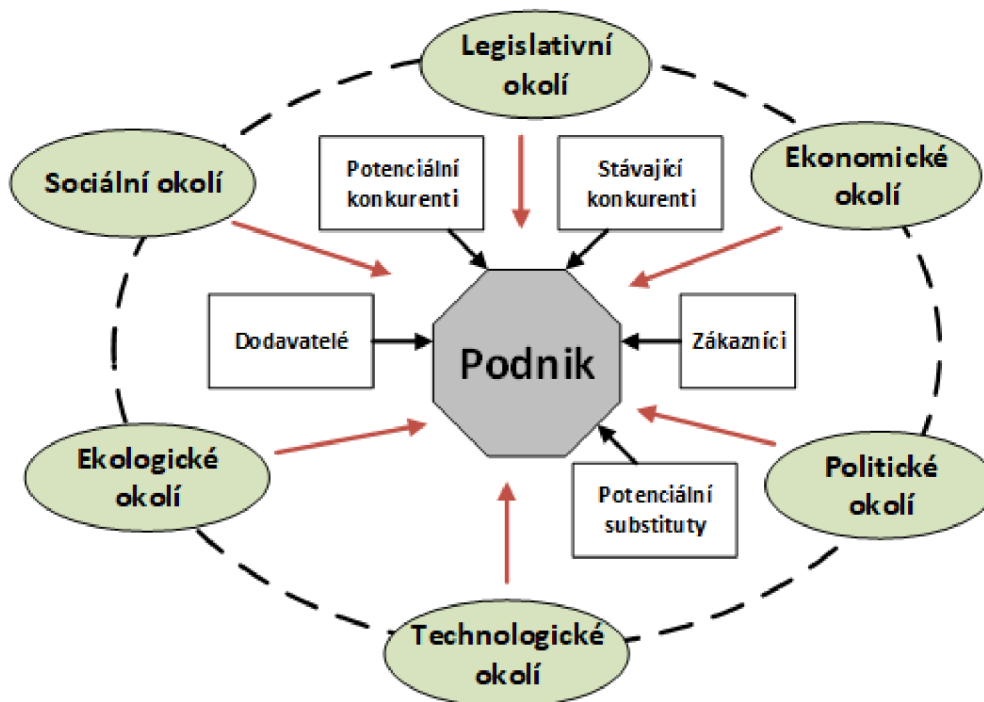 Legislativní
okolí
Sociální okolí
Potenciální
konkurenti
Stávající
konkurenti
Ekonomické
okolí
Dodavatelé
Podnik
Zákazníci
Ekologické
okolí
Potenciální
substituty
Politické
okolí
Technologické
okolí